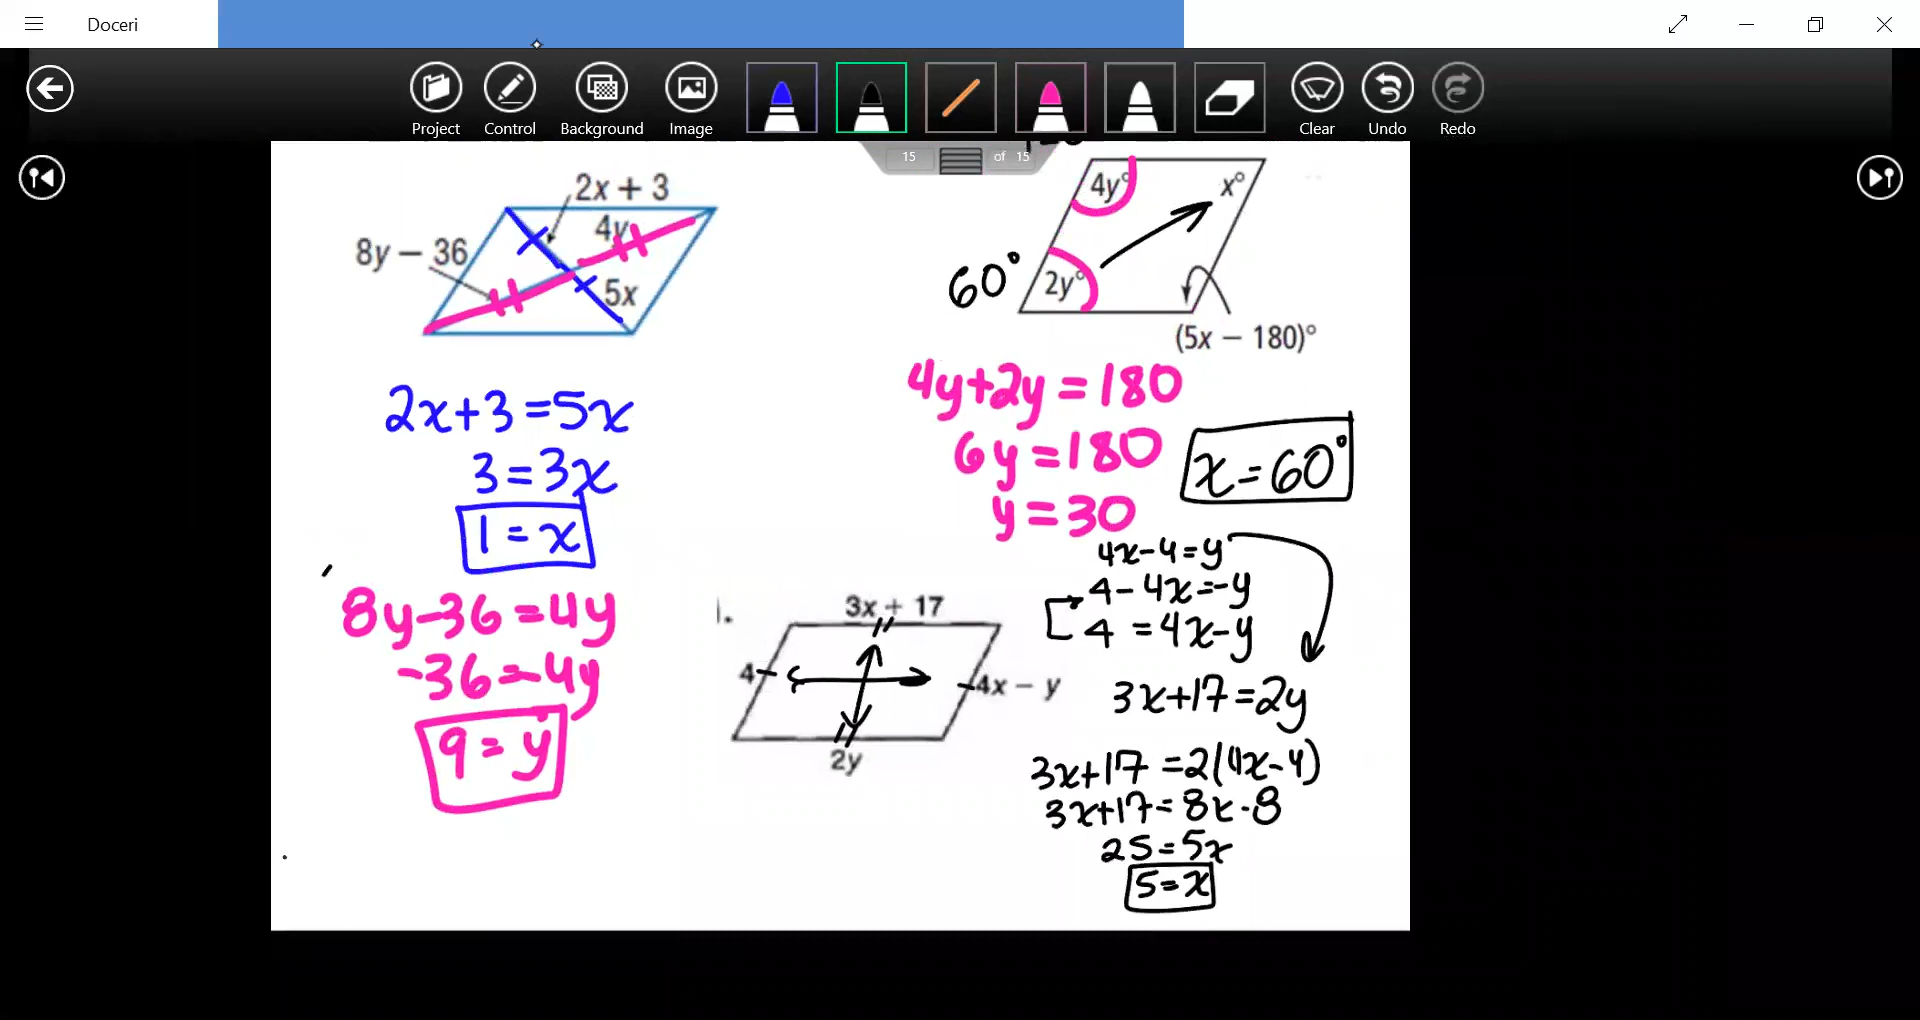 Doceri
Project Control Background Image Clear Undo Redo
15 of 15
2x + 3
4y
8y − 36
5x
2x+3=5x
3=3x
1=x
8y-36=4y
-36=-4y
9=y
4y°
x°
60°
2y°
(5x − 180)°
4y+2y=180
6y=180
y=30
x=60°
3x + 17
4
4x − y
2y
4x-4=y
4-4x=-y
4=4x-y
3x+17=2y
3x+17=2(4x-4)
3x+17=8x-8
25=5x
5=x